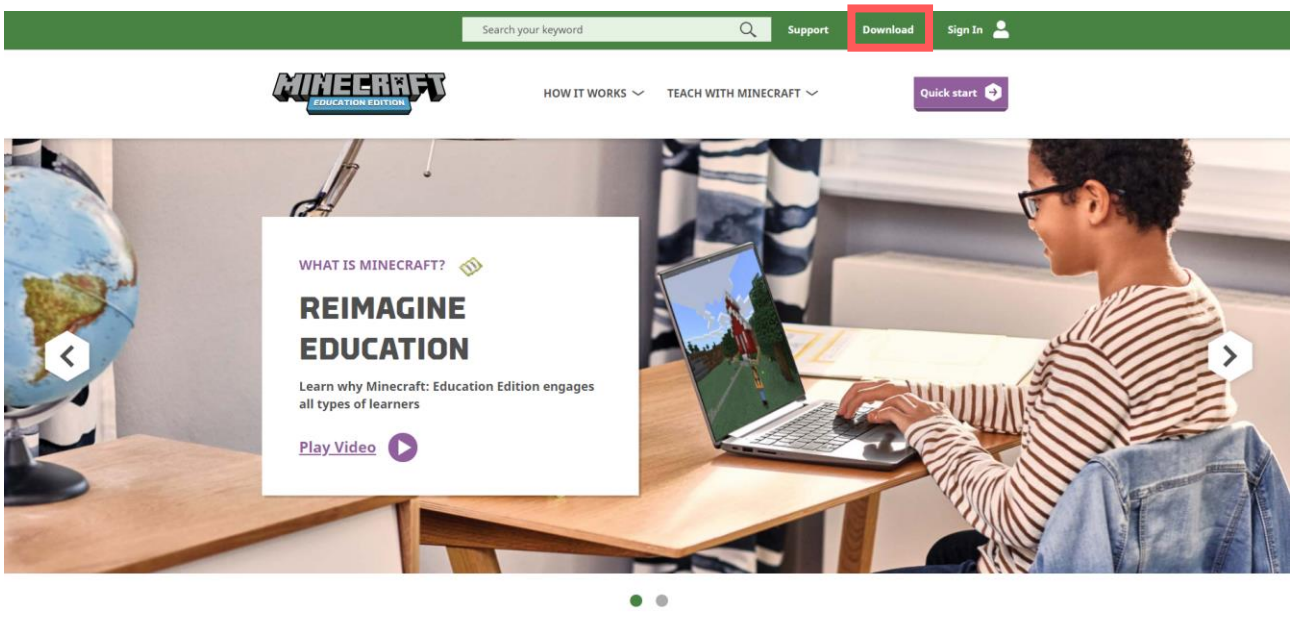 Search your keyword
Support
Download
Sign In
MINECRAFT
EDUCATION EDITION
HOW IT WORKS
TEACH WITH MINECRAFT
Quick start
WHAT IS MINECRAFT?
REIMAGINE
EDUCATION
Learn why Minecraft: Education Edition engages
all types of learners
Play Video